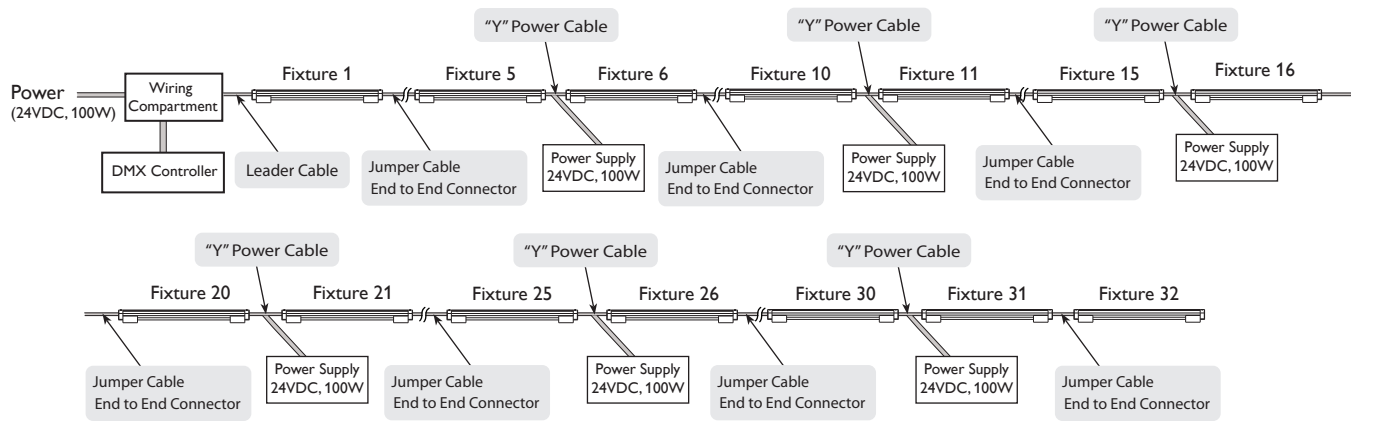 “Y” Power Cable
“Y” Power Cable
“Y” Power Cable
Fixture 1
Fixture 5
Fixture 6
Fixture 10
Fixture 11
Fixture 15
Fixture 16
Power
(24VDC, 100W)
Wiring
Compartment
DMX Controller
Leader Cable
Jumper Cable
End to End Connector
Power Supply
24VDC, 100W
Jumper Cable
End to End Connector
Power Supply
24VDC, 100W
Jumper Cable
End to End Connector
Power Supply
24VDC, 100W
“Y” Power Cable
“Y” Power Cable
“Y” Power Cable
Fixture 20
Fixture 21
Fixture 25
Fixture 26
Fixture 30
Fixture 31
Fixture 32
Jumper Cable
End to End Connector
Power Supply
24VDC, 100W
Jumper Cable
End to End Connector
Power Supply
24VDC, 100W
Jumper Cable
End to End Connector
Power Supply
24VDC, 100W
Jumper Cable
End to End Connector